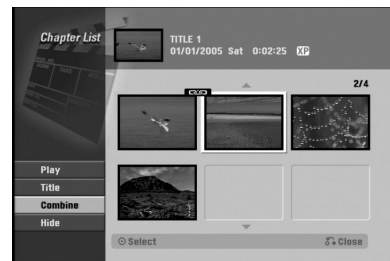 Chapter List
TITLE 1
01/01/2005 Sat 0:02:25 XP
2/4
Play
Title
Combine
Hide
Select
Close